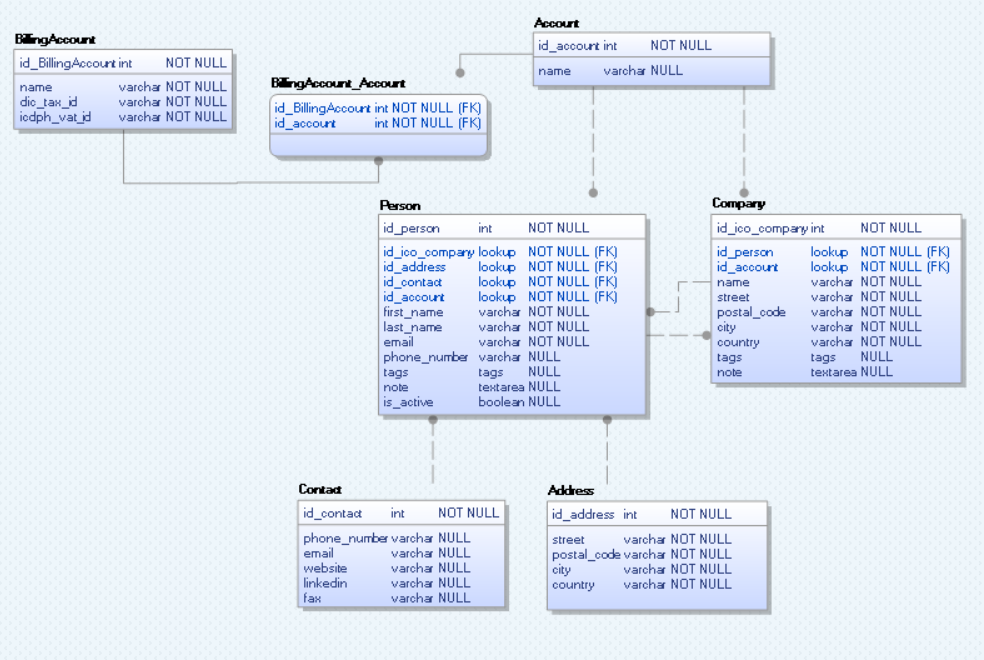 Account
id_account int NOT NULL
name varchar NULL
BillingAccount
id_BillingAccount int NOT NULL
name varchar NOT NULL
dic_tax_id varchar NOT NULL
icdph_vat_id varchar NOT NULL
BillingAccount_Account
id_BillingAccount int NOT NULL (FK)
id_account int NOT NULL (FK)
Person
id_person int NOT NULL
id_ico_company lookup NOT NULL (FK)
id_address lookup NOT NULL (FK)
id_contact lookup NOT NULL (FK)
id_account lookup NOT NULL (FK)
first_name varchar NOT NULL
last_name varchar NOT NULL
email varchar NOT NULL
phone_number varchar NULL
tags tags NULL
note textarea NULL
is_active boolean NULL
Company
id_ico_company int NOT NULL
id_person lookup NOT NULL (FK)
id_account lookup NOT NULL (FK)
name varchar NOT NULL
street varchar NOT NULL
postal_code varchar NOT NULL
city varchar NOT NULL
country varchar NOT NULL
tags tags NULL
note textarea NULL
Contact
id_contact int NOT NULL
phone_number varchar NULL
email varchar NULL
website varchar NULL
linkedin varchar NULL
fax varchar NULL
Address
id_address int NOT NULL
street varchar NOT NULL
postal_code varchar NOT NULL
city varchar NOT NULL
country varchar NOT NULL